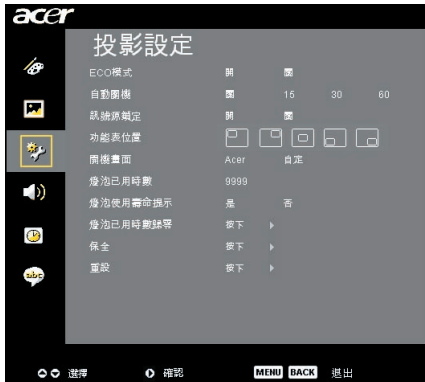 acer
投影設定
ECO模式 開 關
自動關機 關 15 30 60
訊號源鎖定 開 關
功能表位置
開機畫面 Acer 自定
燈泡已用時數 9999
燈泡使用壽命提示 是 否
燈泡已用時數歸零 按下
保全 按下
重設 按下
abc
選擇 確認 MENU BACK 退出